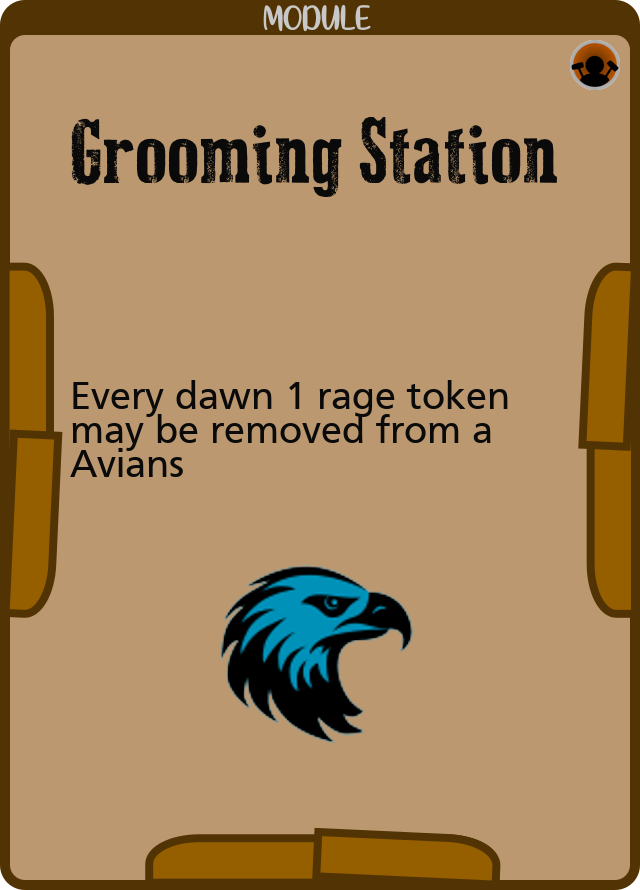 MODULE
Grooming Station
Every dawn 1 rage token
may be removed from a
Avians